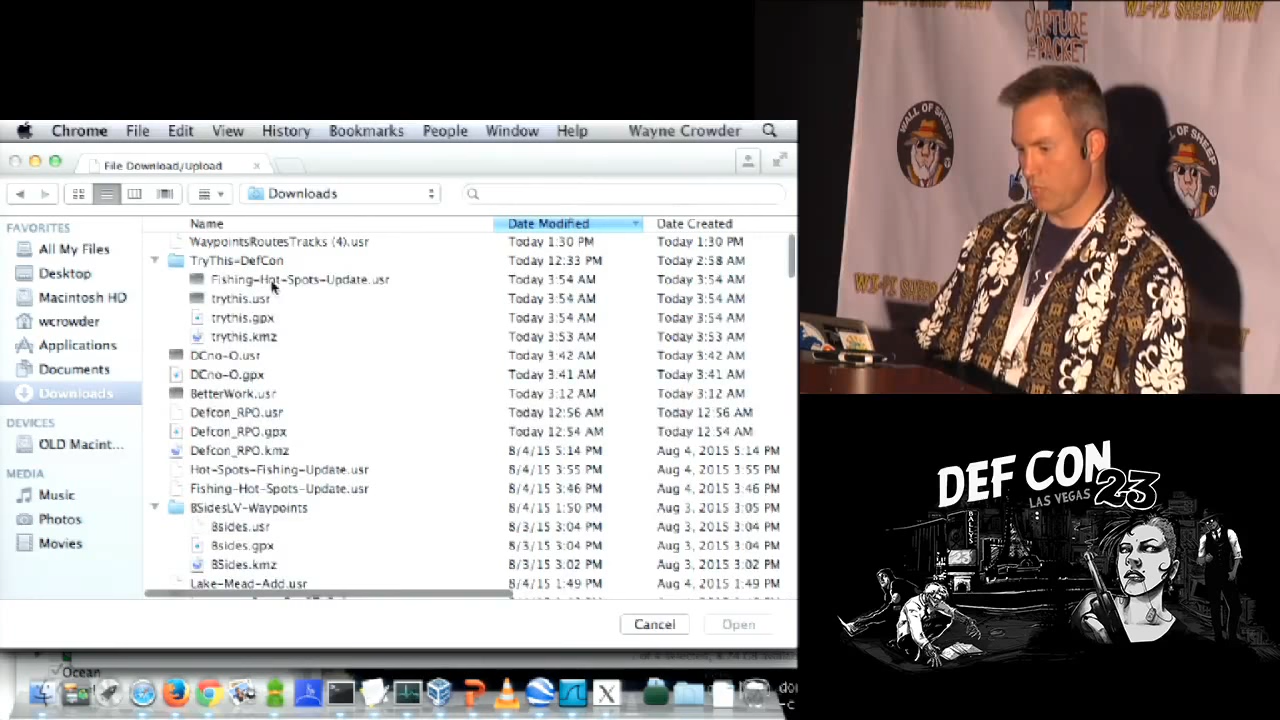 Chrome File Edit View History Bookmarks People Window Help Wayne Crowder
File Download/Upload
Downloads
FAVORITES
All My Files
Desktop
Macintosh HD
wcrowder
Applications
Documents
Downloads
DEVICES
OLD Macint...
MEDIA
Music
Photos
Movies
Name Date Modified Date Created
WaypointsRoutesTracks (4).usr Today 1:30 PM Today 1:30 PM
TryThis-DefCon Today 12:33 PM Today 2:58 AM
Fishing-Hot-Spots-Update.usr Today 3:54 AM Today 3:54 AM
trythis.usr Today 3:54 AM Today 3:54 AM
trythis.gpx Today 3:54 AM Today 3:54 AM
trythis.kmz Today 3:53 AM Today 3:53 AM
DCno-O.usr Today 3:42 AM Today 3:42 AM
DCno-O.gpx Today 3:41 AM Today 3:41 AM
BetterWork.usr Today 3:12 AM Today 3:12 AM
Defcon_RPO.usr Today 12:56 AM Today 12:56 AM
Defcon_RPO.gpx Today 12:54 AM Today 12:54 AM
Defcon_RPO.kmz 8/4/15 5:14 PM Aug 4, 2015 5:14 PM
Hot-Spots-Fishing-Update.usr 8/4/15 3:55 PM Aug 4, 2015 3:55 PM
Fishing-Hot-Spots-Update.usr 8/4/15 3:46 PM Aug 4, 2015 3:46 PM
BSidesLV-Waypoints 8/4/15 1:50 PM Aug 3, 2015 3:05 PM
8sides.usr 8/3/15 3:04 PM Aug 3, 2015 3:04 PM
8sides.gpx 8/3/15 3:04 PM Aug 3, 2015 3:04 PM
8Sides.kmz 8/3/15 3:02 PM Aug 3, 2015 3:02 PM
Lake-Mead-Add.usr 8/4/15 1:49 PM Aug 4, 2015 1:49 PM
Cancel Open
Ocean
WI-FI SHEEP HUNT
CAPTURE
THE
PACKET
WALL OF SHEEP
WALL OF SHEEP
DEF CON
LAS VEGAS 23
BALLYS